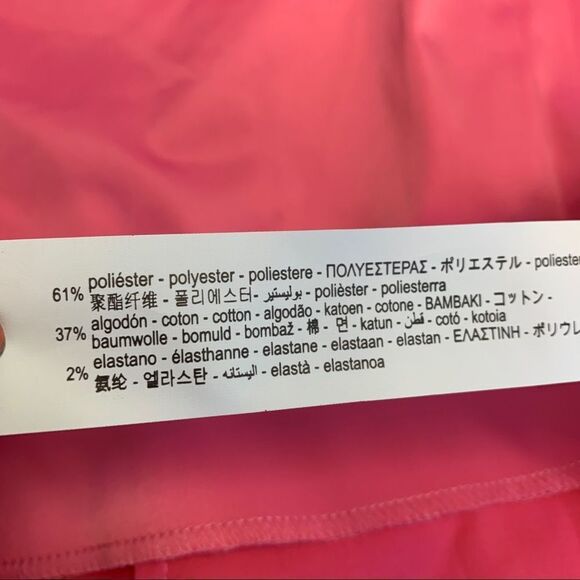 61% poliéster - polyester - poliestere - ΠΟΛΥΕΣΤΕΡΑΣ - ポリエステル - poliester
聚酯纤维 - 폴리에스터 - بوليستير - polièster - poliesterra
37% algodón - coton - cotton - algodão - katoen - cotone - BAMBAKI - コットン -
baumwolle - bomuld - bombaž - 棉 - 면 - katun - قطن - cotó - kotoia
2% elastano - élasthanne - elastane - elastaan - elastan - ΕΛΑΣΤΙΝΗ - ポリウレ
氨纶 - 엘라스탄 - اليستانه - elastà - elastanoa